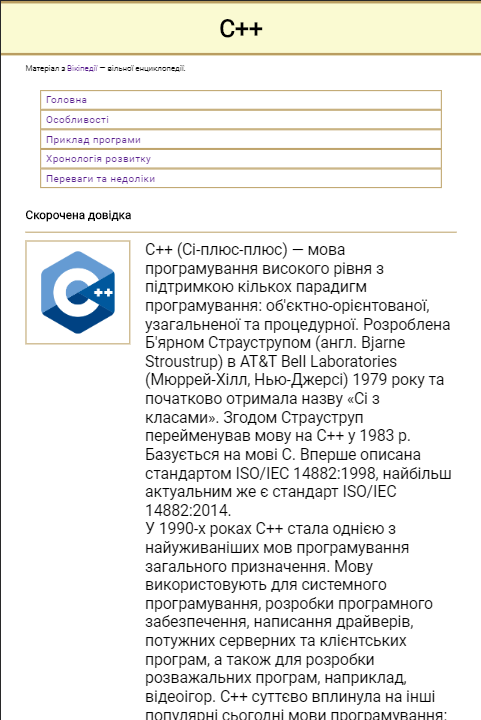 C++
Матеріал з Вікіпедії — вільної енциклопедії.
Головна
Особливості
Приклад програми
Хронологія розвитку
Переваги та недоліки
Скорочена довідка
C++
C++ (Сі-плюс-плюс) — мова
програмування високого рівня з
підтримкою кількох парадигм
програмування: об'єктно-орієнтованої,
узагальненої та процедурної. Розроблена
Б'ярном Страуструпом (англ. Bjarne
Stroustrup) в AT&T Bell Laboratories
(Мюррей-Хілл, Нью-Джерсі) 1979 року та
початково отримала назву «Сі з
класами». Згодом Страуструп
перейменував мову на C++ у 1983 р.
Базується на мові С. Вперше описана
стандартом ISO/IEC 14882:1998, найбільш
актуальним же є стандарт ISO/IEC
14882:2014.
У 1990-х роках С++ стала однією з
найуживаніших мов програмування
загального призначення. Мову
використовують для системного
програмування, розробки програмного
забезпечення, написання драйверів,
потужних серверних та клієнтських
програм, а також для розробки
розважальних програм, наприклад,
відеоігор. С++ суттєво вплинула на інші
популярні сьогодні мови програмування: